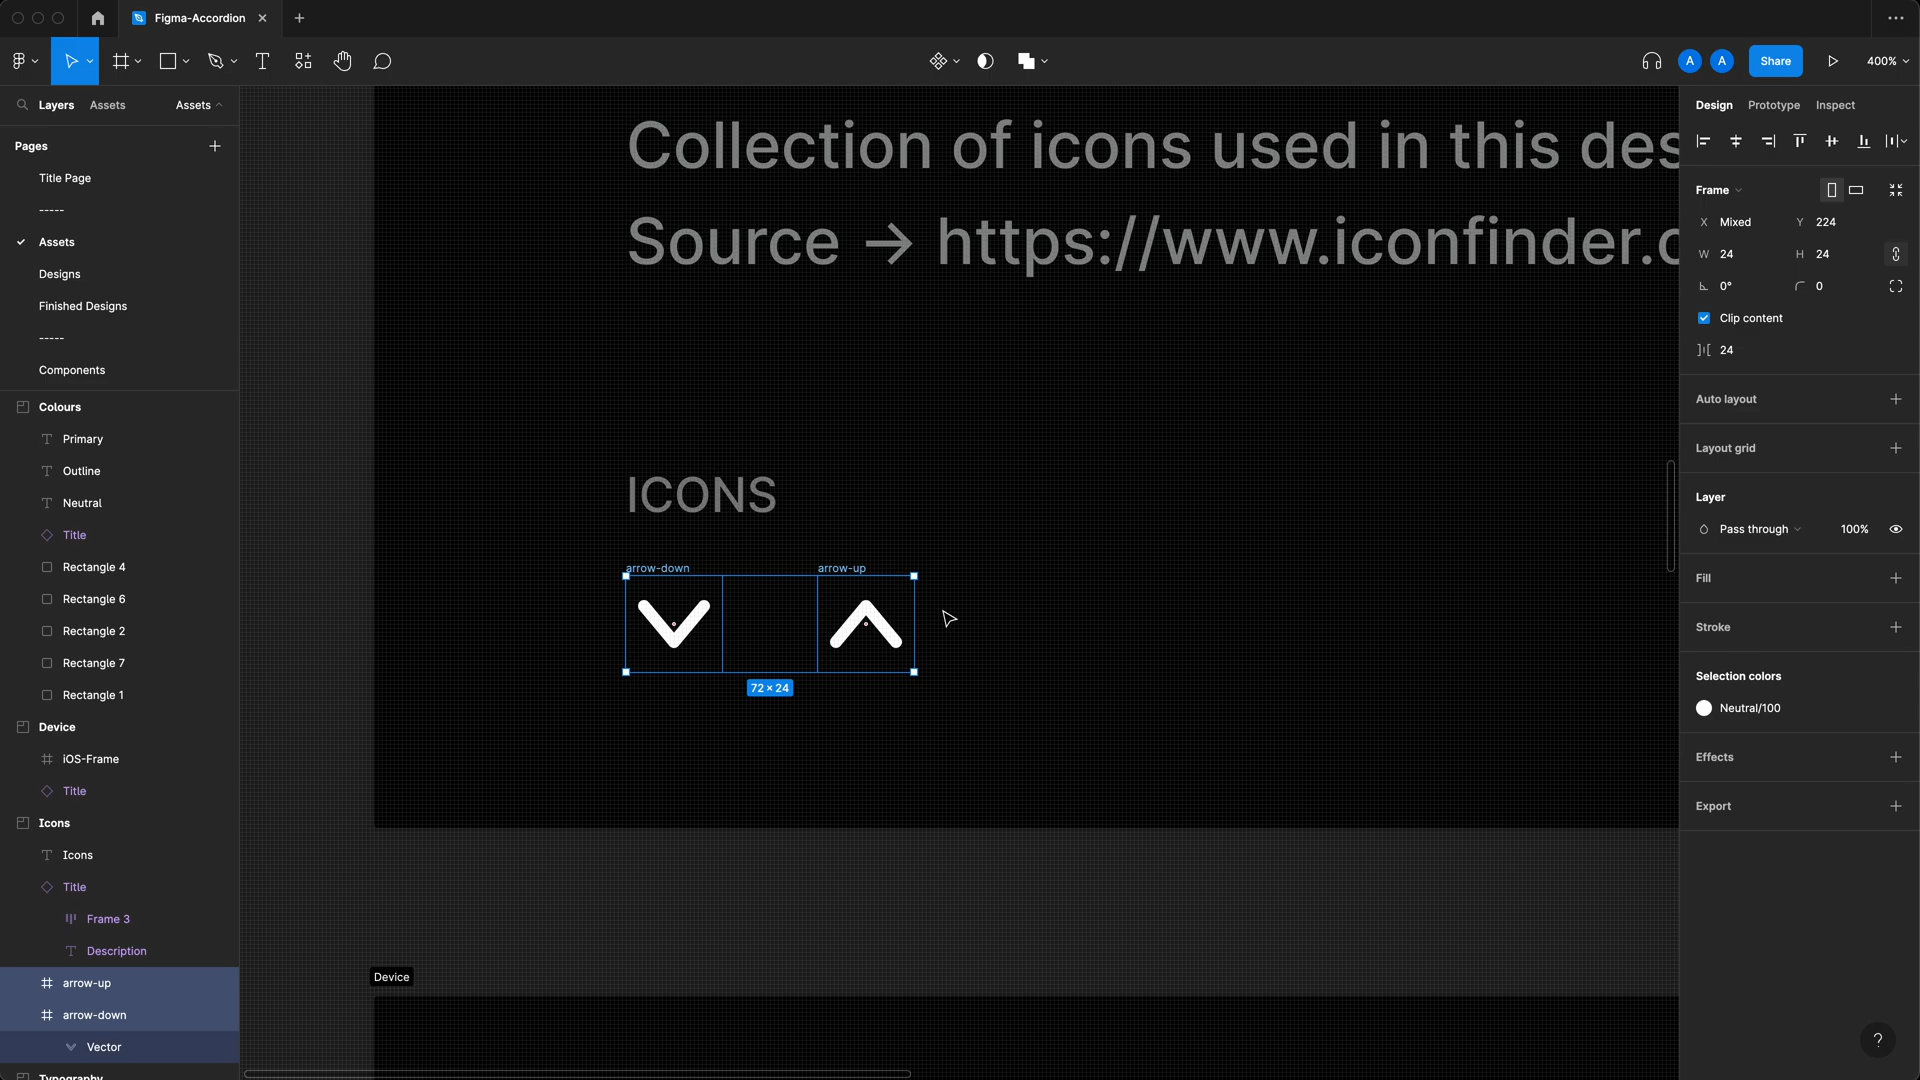 Figma-Accordion
A
A
Share
400%
Layers
Assets
Assets
Design
Prototype
Inspect
Pages
Title Page
-----
Assets
Designs
Finished Designs
-----
Components
Colours
Primary
Outline
Neutral
Title
Rectangle 4
Rectangle 6
Rectangle 2
Rectangle 7
Rectangle 1
Device
iOS-Frame
Title
Icons
Icons
Title
Frame 3
Description
arrow-up
arrow-down
Vector
Typography
Collection of icons used in this des
Source → https://www.iconfinder.c
ICONS
arrow-down
arrow-up
72 × 24
Device
Frame
X Mixed
Y 224
W 24
H 24
0°
0
Clip content
24
Auto layout
Layout grid
Layer
Pass through
100%
Fill
Stroke
Selection colors
Neutral/100
Effects
Export
?